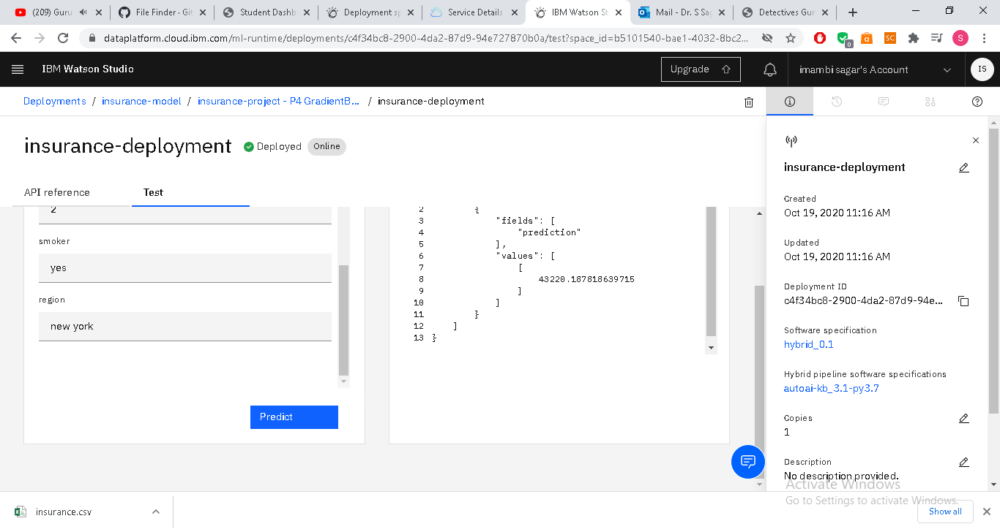 (209) Guru
File Finder · Git
Student Dashb
Deployment sp
Service Details
IBM Watson St
Mail - Dr. S Sag
Detectives Gur
dataplatform.cloud.ibm.com/ml-runtime/deployments/c4f34bc8-2900-4da2-87d9-94e727870b0a/test?space_id=b5101540-bae1-4032-8bc2...
0
SC
S
IBM Watson Studio
Upgrade
imambi sagar's Account
IS
Deployments / insurance-model / insurance-project - P4 GradientB... / insurance-deployment
insurance-deployment
Deployed
Online
API reference
Test
2
smoker
yes
region
new york
Predict
2 {
3 "fields": [
4 "prediction"
5 ],
6 "values": [
7 [
8 43220.187818639715
9 ]
10 ]
11 }
12 ]
13 }
insurance-deployment
Created
Oct 19, 2020 11:16 AM
Updated
Oct 19, 2020 11:16 AM
Deployment ID
c4f34bc8-2900-4da2-87d9-94e...
Software specification
hybrid_0.1
Hybrid pipeline software specifications
autoai-kb_3.1-py3.7
Copies
1
Description
No description provided.
Activate Windows
Go to Settings to activate Windows.
insurance.csv
Show all